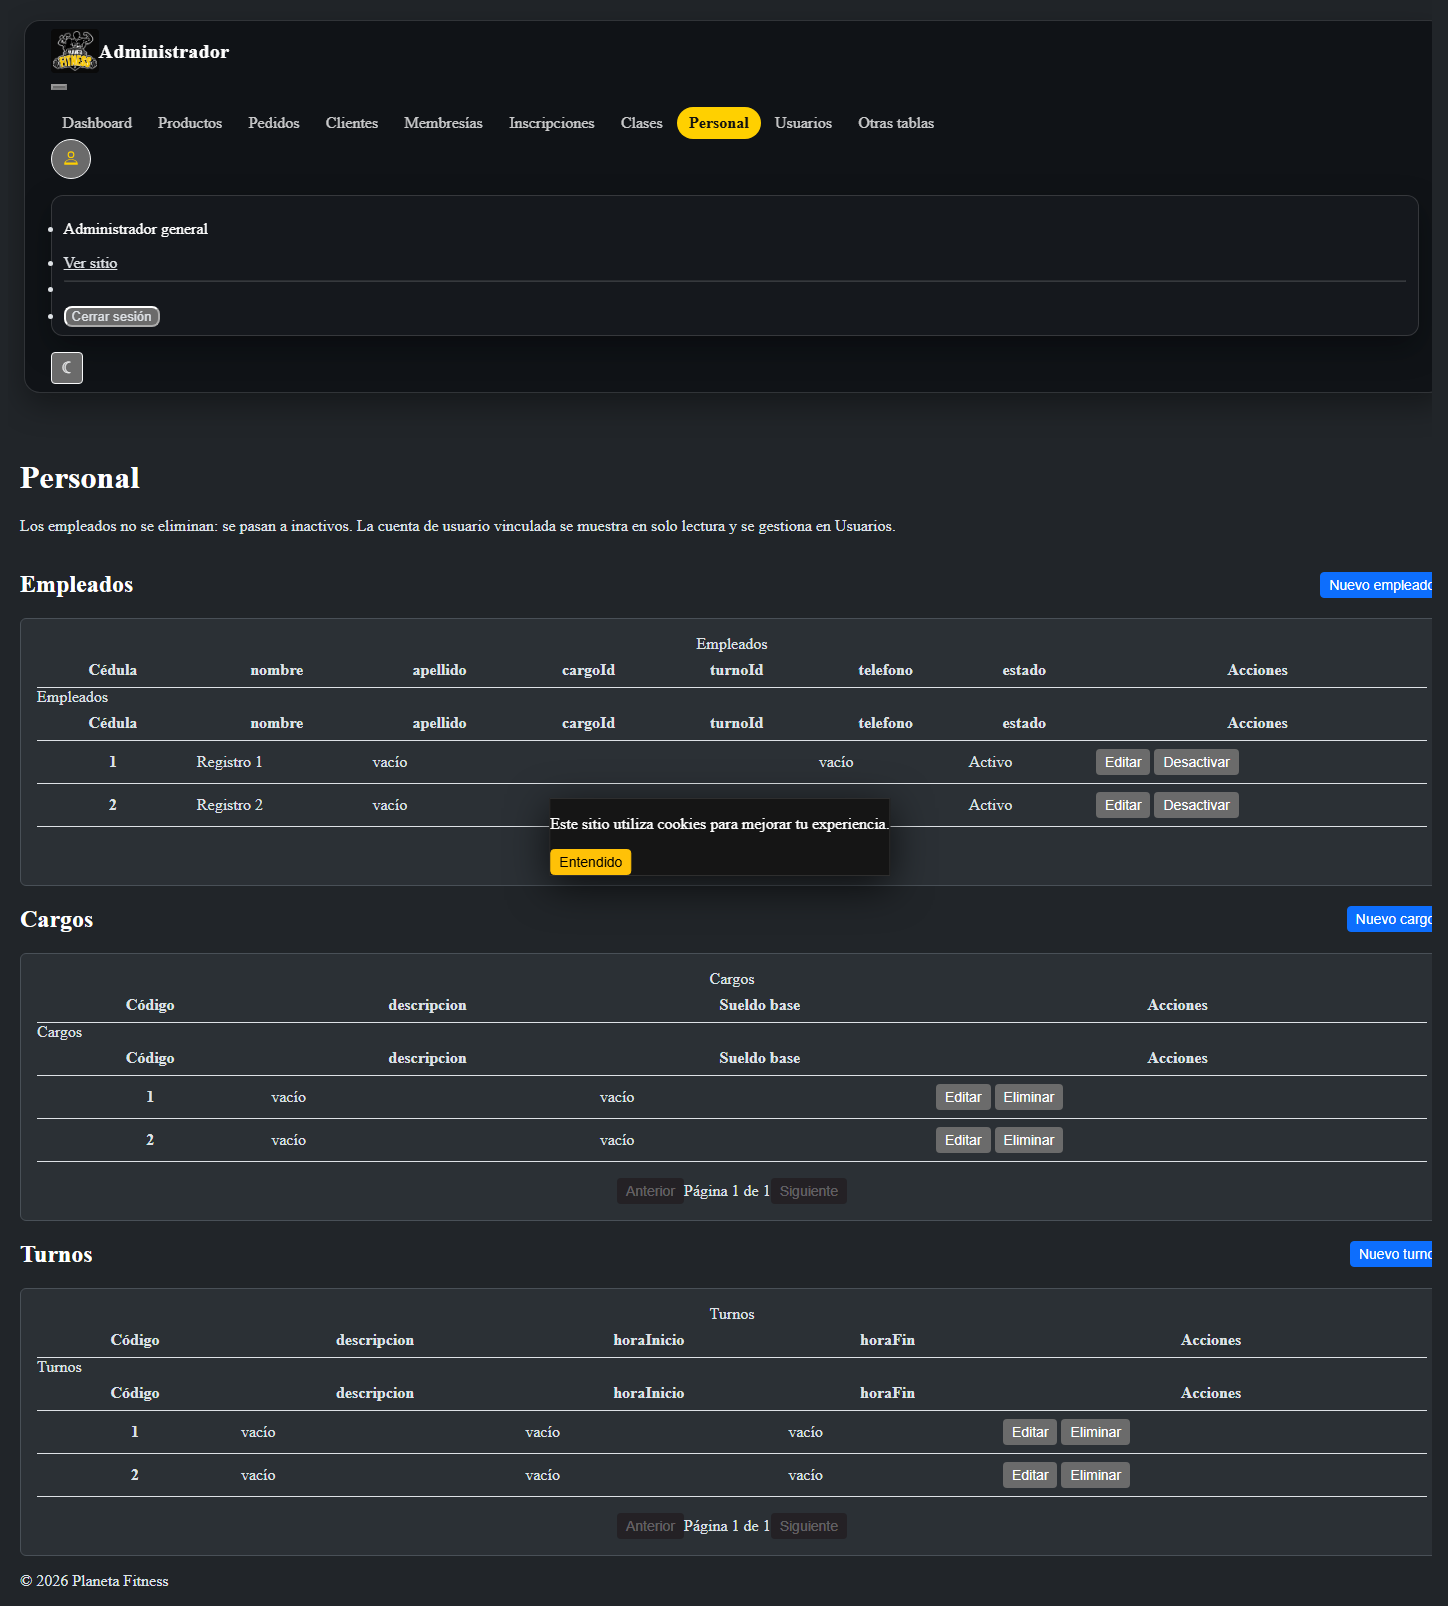 PLANETA
FITNESS
Administrador
Dashboard Productos Pedidos Clientes Membresías Inscripciones Clases Personal Usuarios Otras tablas
Administrador general
Ver sitio
Cerrar sesión
Personal
Los empleados no se eliminan: se pasan a inactivos. La cuenta de usuario vinculada se muestra en solo lectura y se gestiona en Usuarios.
Empleados Nuevo empleado
Empleados
Cédula nombre apellido cargoId turnoId telefono estado Acciones
Empleados
Cédula nombre apellido cargoId turnoId telefono estado Acciones
1 Registro 1 vacío vacío Activo Editar Desactivar
2 Registro 2 vacío Activo Editar Desactivar
Este sitio utiliza cookies para mejorar tu experiencia.
Entendido
Cargos Nuevo cargo
Cargos
Código descripcion Sueldo base Acciones
Cargos
Código descripcion Sueldo base Acciones
1 vacío vacío Editar Eliminar
2 vacío vacío Editar Eliminar
Anterior Página 1 de 1 Siguiente
Turnos Nuevo turno
Turnos
Código descripcion horaInicio horaFin Acciones
Turnos
Código descripcion horaInicio horaFin Acciones
1 vacío vacío vacío Editar Eliminar
2 vacío vacío vacío Editar Eliminar
Anterior Página 1 de 1 Siguiente
© 2026 Planeta Fitness